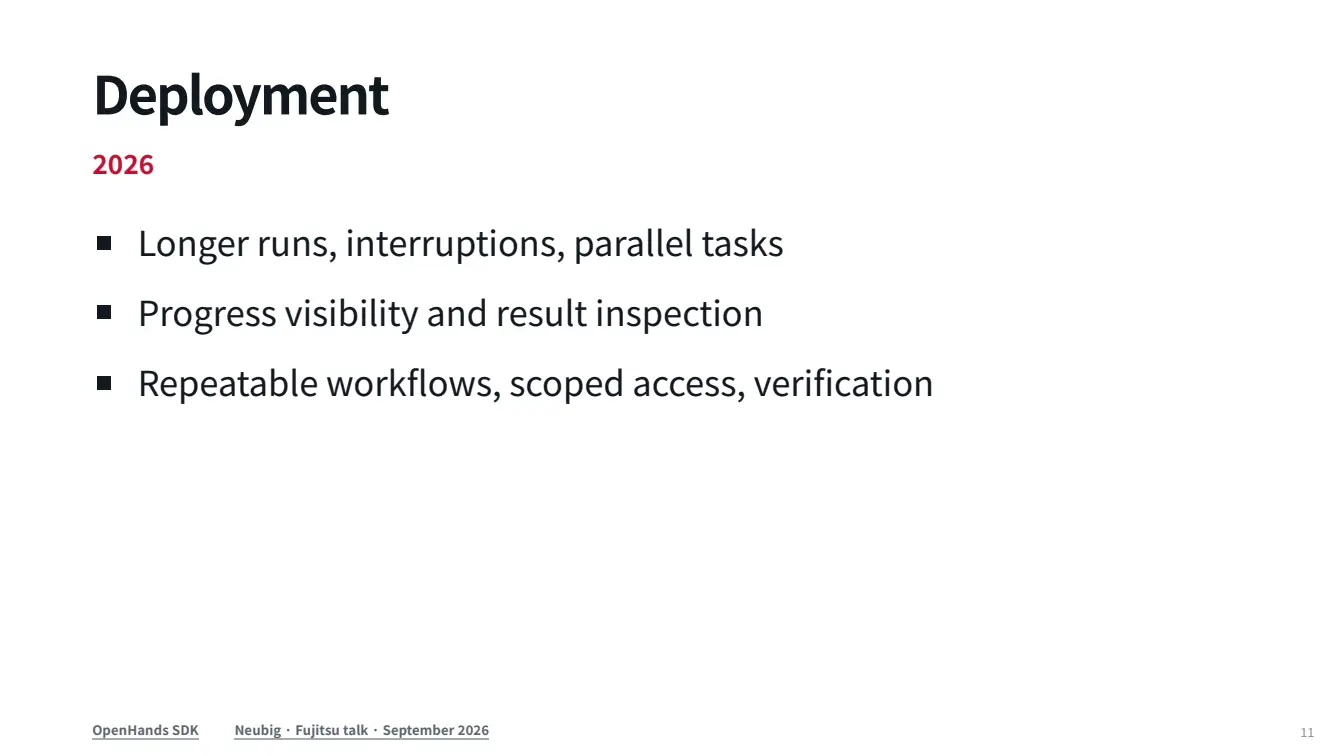 Deployment
2026
Longer runs, interruptions, parallel tasks
Progress visibility and result inspection
Repeatable workflows, scoped access, verification
OpenHands SDK Neubig · Fujitsu talk · September 2026
11